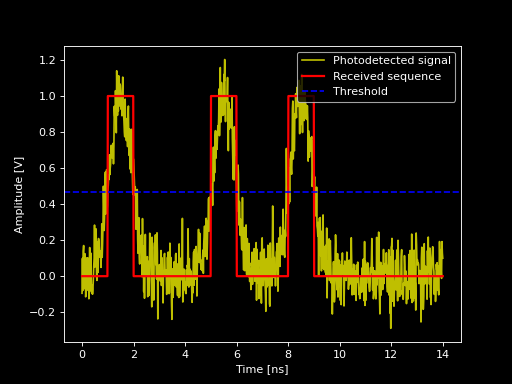 Photodetected signal
Received sequence
Threshold
1.2
1.0
0.8
0.6
0.4
0.2
0.0
−0.2
Amplitude [V]
0 2 4 6 8 10 12 14
Time [ns]